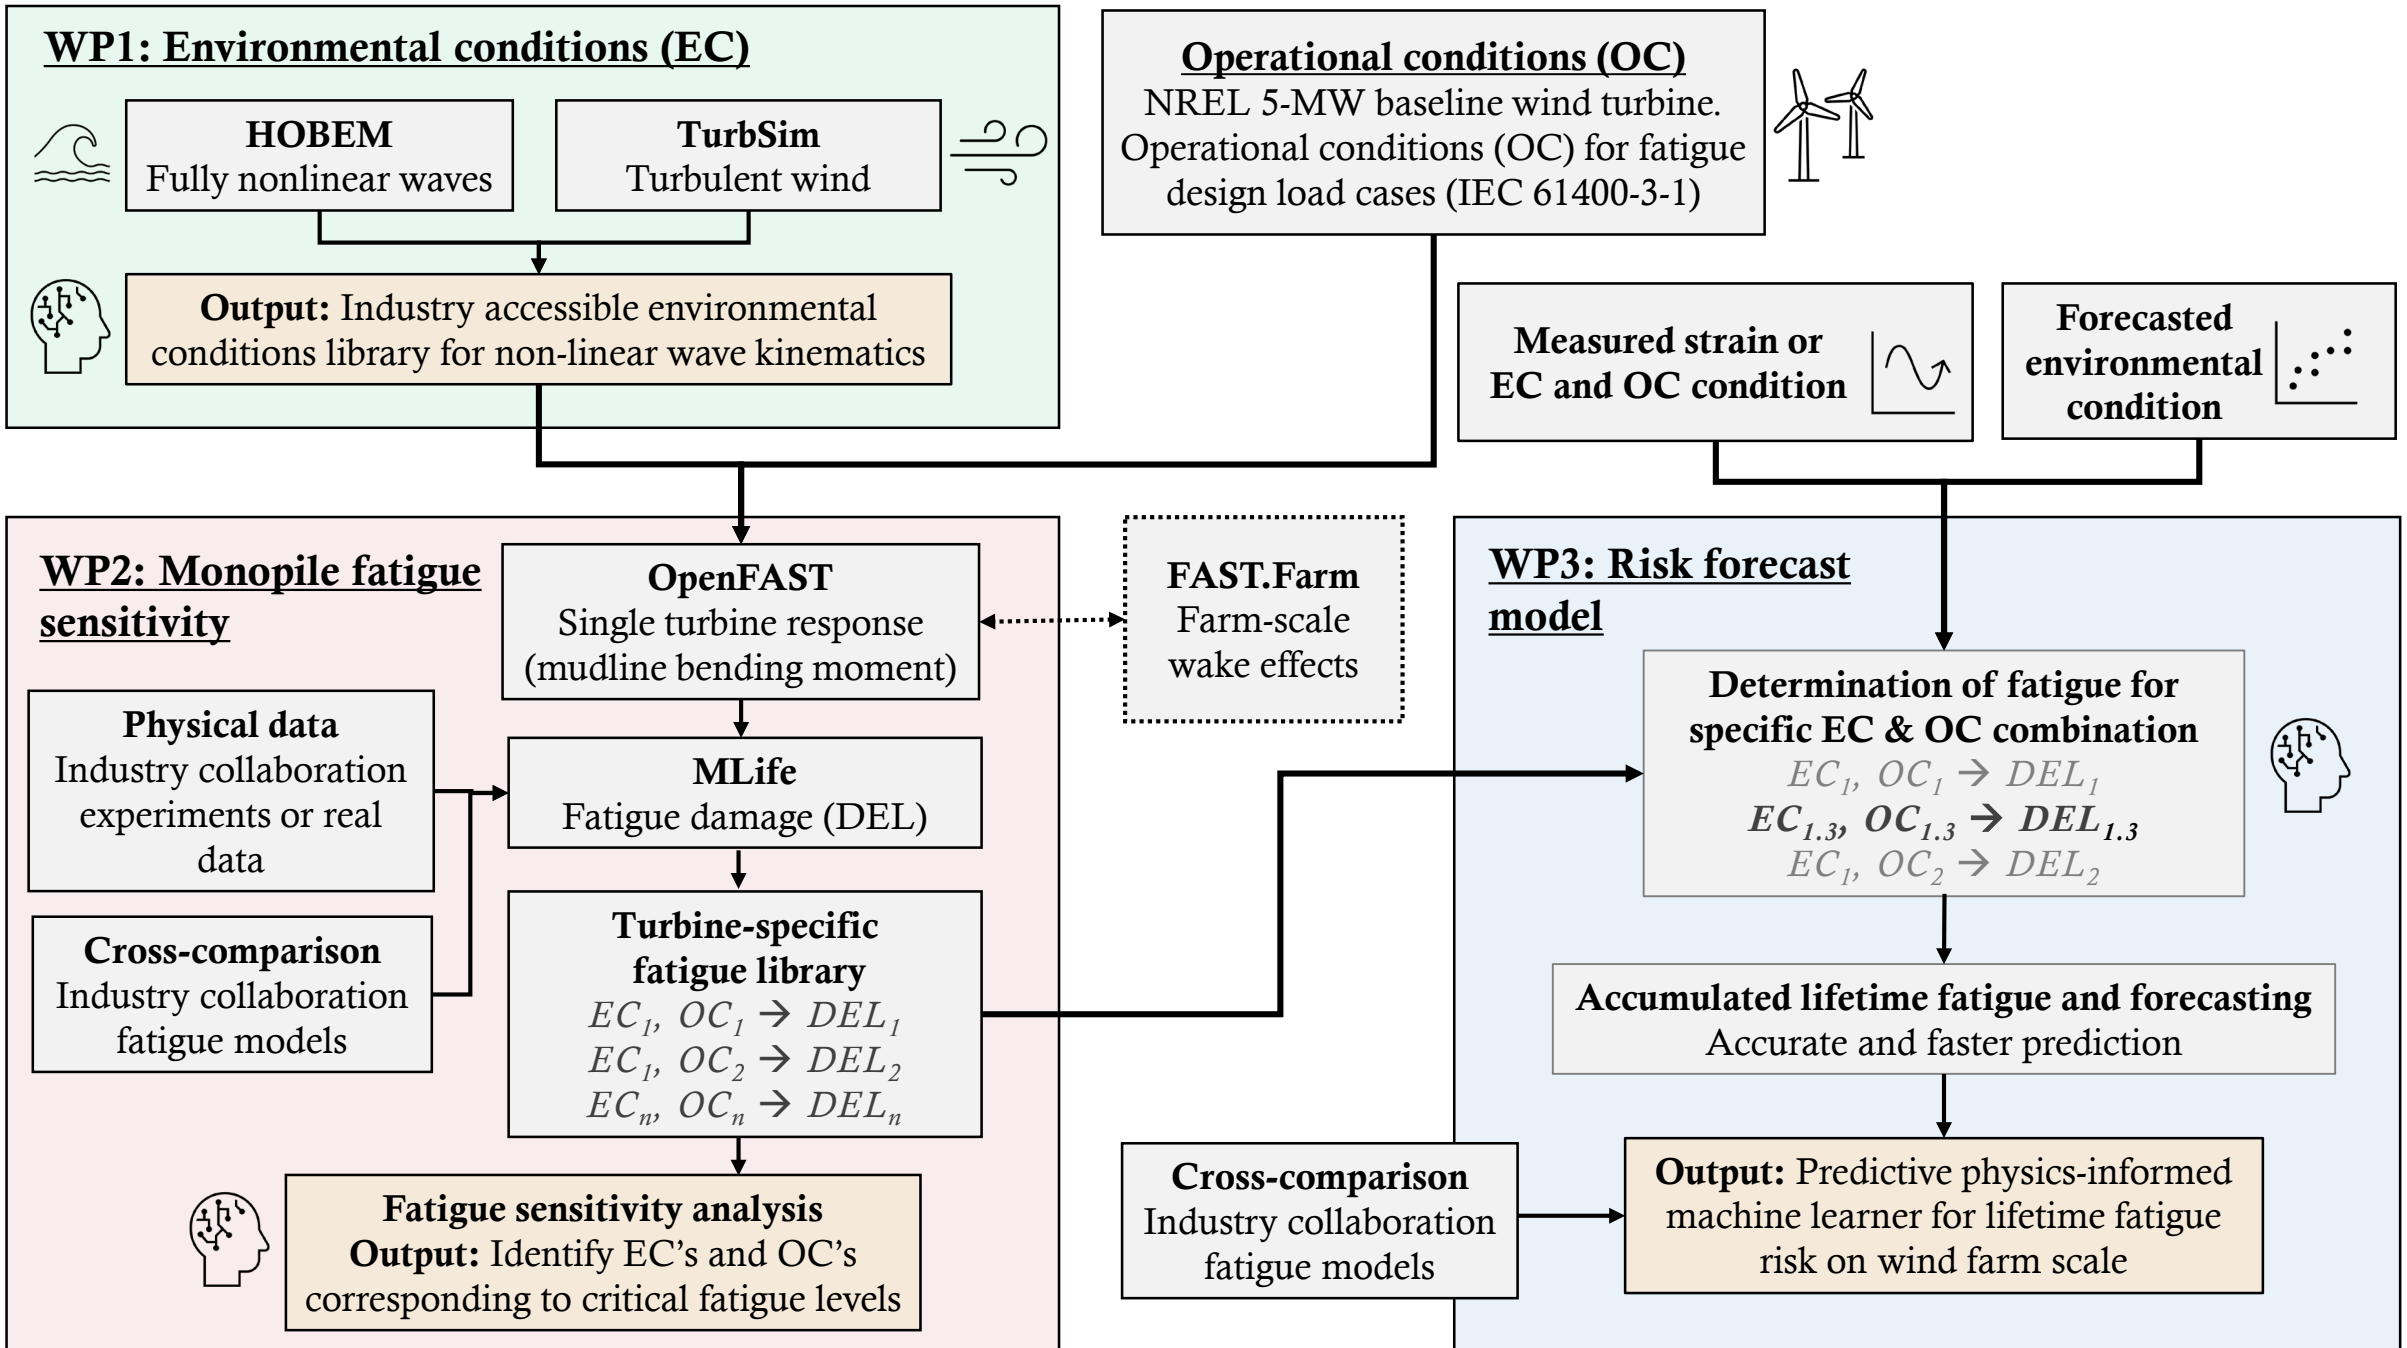 WP1: Environmental conditions (EC)
HOBEM
Fully nonlinear waves
TurbSim
Turbulent wind
Output: Industry accessible environmental
conditions library for non-linear wave kinematics
Operational conditions (OC)
NREL 5-MW baseline wind turbine.
Operational conditions (OC) for fatigue
design load cases (IEC 61400-3-1)
Measured strain or
EC and OC condition
Forecasted
environmental
condition
WP2: Monopile fatigue
sensitivity
OpenFAST
Single turbine response
(mudline bending moment)
FAST.Farm
Farm-scale
wake effects
Physical data
Industry collaboration
experiments or real
data
MLife
Fatigue damage (DEL)
Cross-comparison
Industry collaboration
fatigue models
Turbine-specific
fatigue library
EC₁, OC₁ → DEL₁
EC₁, OC₂ → DEL₂
ECₙ, OCₙ → DELₙ
Fatigue sensitivity analysis
Output: Identify EC’s and OC’s
corresponding to critical fatigue levels
WP3: Risk forecast
model
Determination of fatigue for
specific EC & OC combination
EC₁, OC₁ → DEL₁
EC₁.₃, OC₁.₃ → DEL₁.₃
EC₁, OC₂ → DEL₂
Accumulated lifetime fatigue and forecasting
Accurate and faster prediction
Cross-comparison
Industry collaboration
fatigue models
Output: Predictive physics-informed
machine learner for lifetime fatigue
risk on wind farm scale